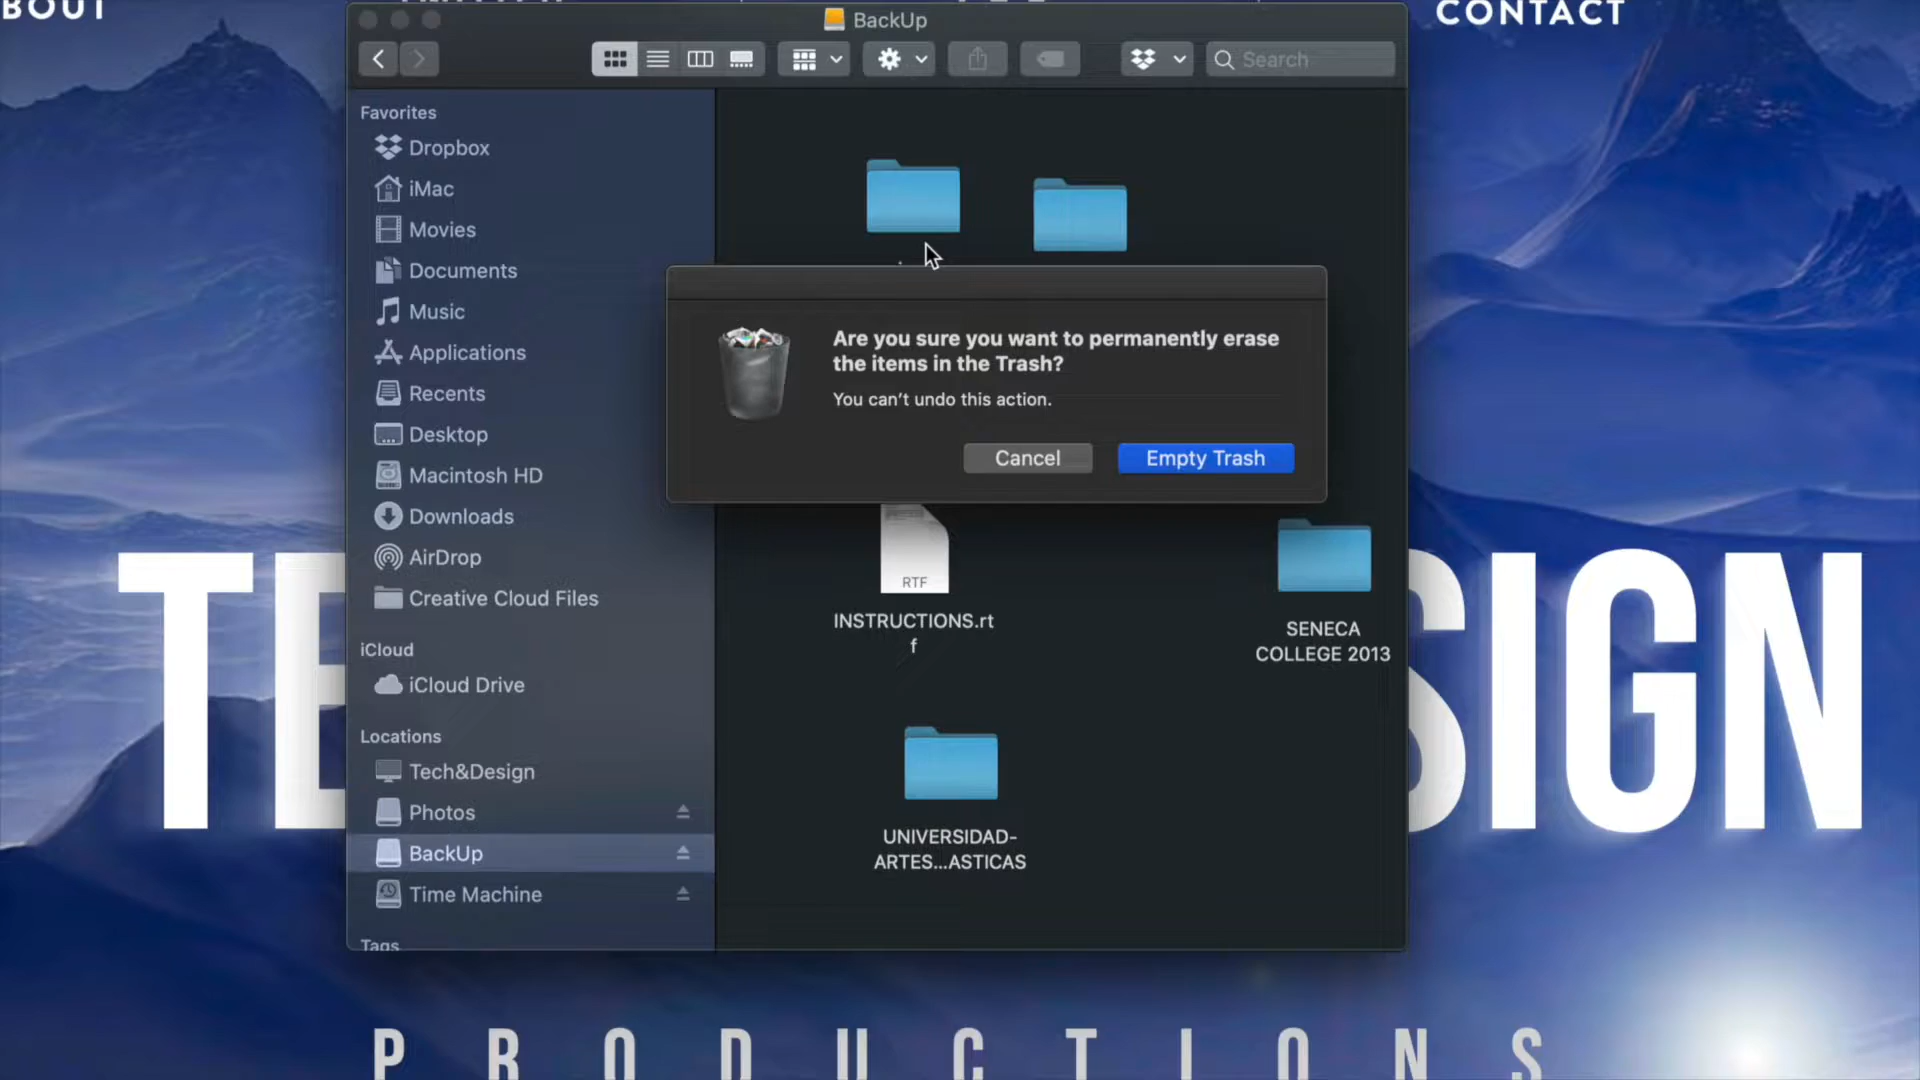 BOUT
CONTACT
BackUp
Search
Favorites
Dropbox
iMac
Movies
Documents
Music
Applications
Recents
Desktop
Macintosh HD
Downloads
AirDrop
Creative Cloud Files
iCloud
iCloud Drive
Locations
Tech&Design
Photos
BackUp
Time Machine
Tags
Are you sure you want to permanently erase
the items in the Trash?
You can't undo this action.
Cancel
Empty Trash
RTF
INSTRUCTIONS.rt
f
SENECA
COLLEGE 2013
UNIVERSIDAD-
ARTES...ASTICAS
TE
SIGN
PRODUCTIONS